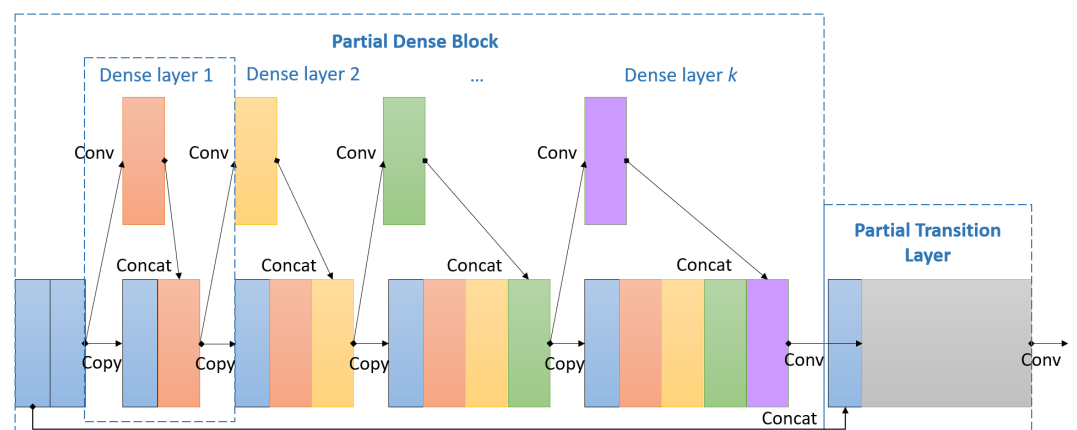 Partial Dense Block
Dense layer 1
Dense layer 2
...
Dense layer k
Conv
Conv
Conv
Conv
Partial Transition
Layer
Concat
Concat
Concat
Concat
Copy
Copy
Copy
Copy
Conv
Conv
Concat